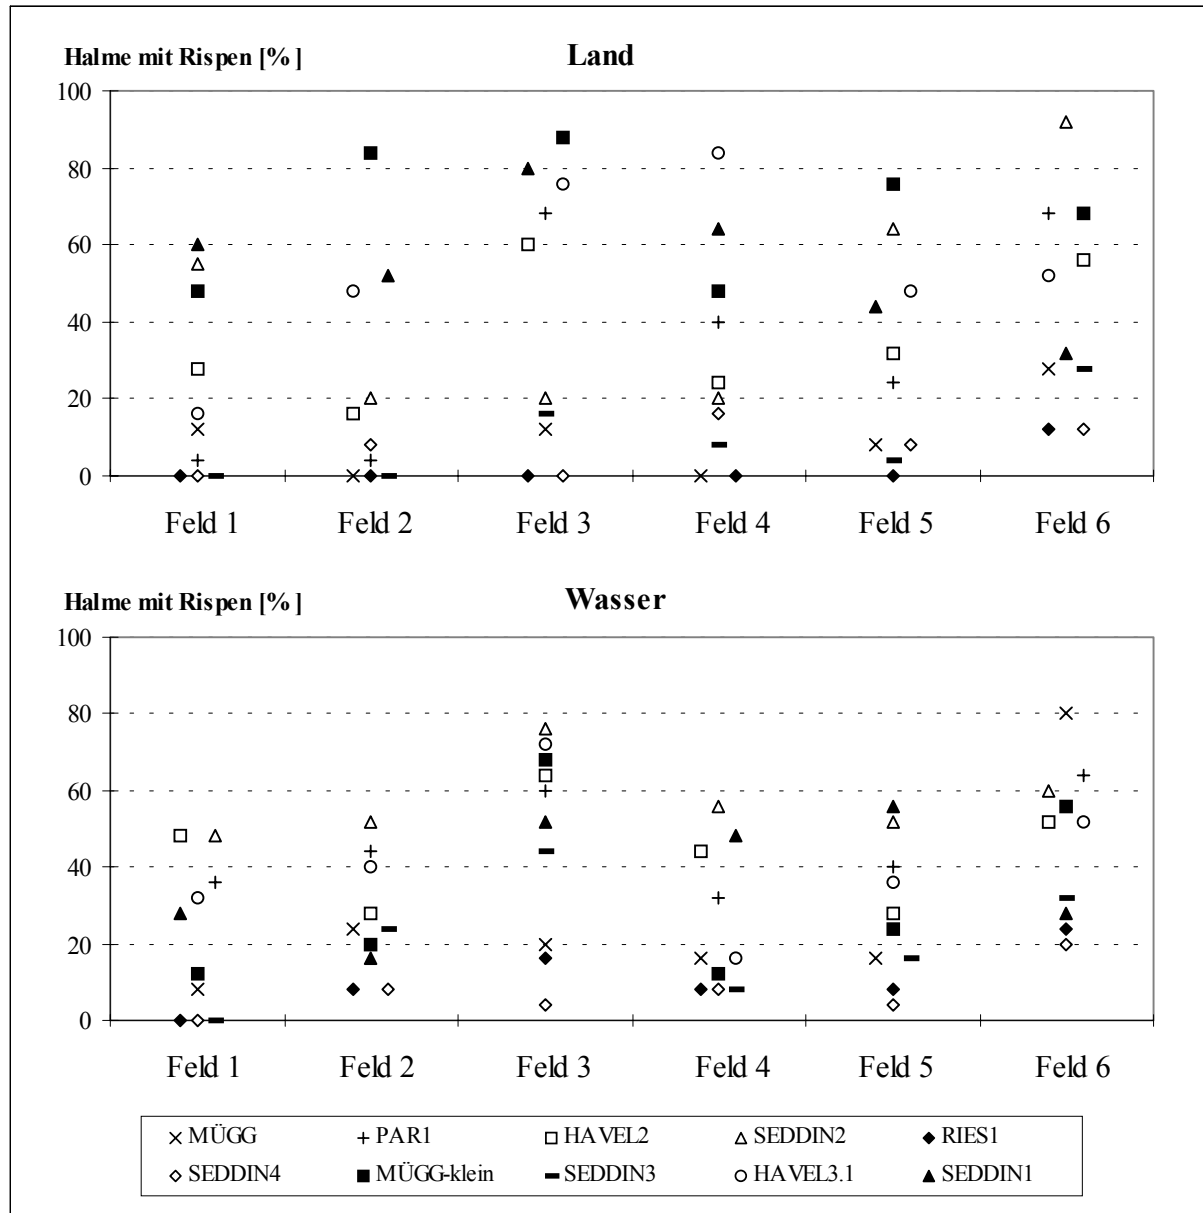 Halme mit Rispen [%]
Land
100
80
60
40
20
0
Feld 1 Feld 2 Feld 3 Feld 4 Feld 5 Feld 6
Halme mit Rispen [%]
Wasser
100
80
60
40
20
0
Feld 1 Feld 2 Feld 3 Feld 4 Feld 5 Feld 6
MÜGG PAR1 HAVEL2 SEDDIN2 RIES1
SEDDIN4 MÜGG-klein SEDDIN3 HAVEL3.1 SEDDIN1